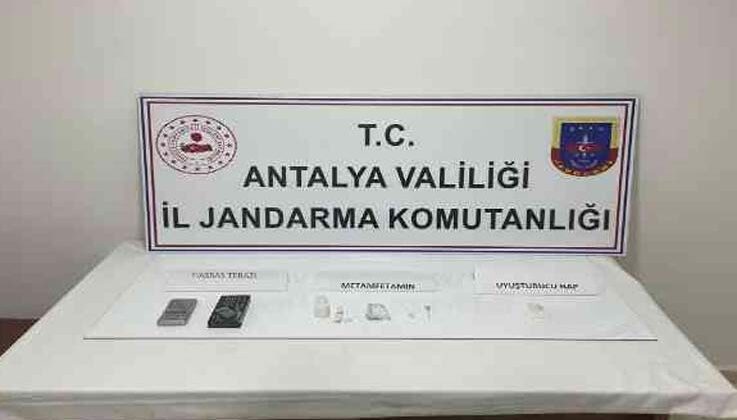 T.C.
ANTALYA VALİLİĞİ
İL JANDARMA KOMUTANLIĞI
HASSAS TERAZİ
METAMFETAMİN
UYUŞTURUCU HAP